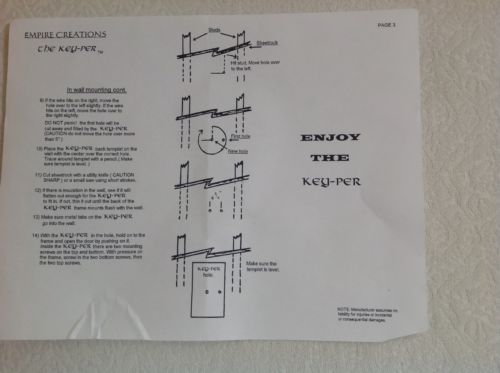 EMPIRE CREATIONS
The KEY-PER TM
PAGE 3
In wall mounting cont.
9) If the wire hits on the right, move the
hole over to the left slightly. If the wire
hits on the left, move the hole over to
the right slightly.
DO NOT panic! the first hole will be
cut away and filled by the KEY-PER
(CAUTION do not move the hole over more
than 5")
10) Place the KEY-PER back templet on the
wall with the center over the correct hole.
Trace around templet with a pencil.( Make
sure templet is level.)
11) Cut sheetrock with a utility knife ( CAUTION
SHARP ) or a small saw using short strokes.
12) If there is insulation in the wall, see if it will
flatten out enough for the KEY-PER
to fit in. If not, thin it out until the back of the
KEY-PER frame mounts flush with the wall.
13) Make sure metal tabs on the KEY-PER
go into the wall.
14) With the KEY-PER in the hole, hold on to the
frame and open the door by pushing on it.
Inside the KEY-PER there are two mounting
screws on the top and bottom. With pressure on
the frame, screw in the two bottom screws, then
the two top screws.
Studs
Sheetrock
Hit stud. Move hole over
to the left.
First hole
New hole
KEY-PER
hole.
Make sure the
templet is level.
ENJOY
THE
KEY-PER
NOTE: Manufacturer assumes no
liability for injuries or incidental
or consequential damages.